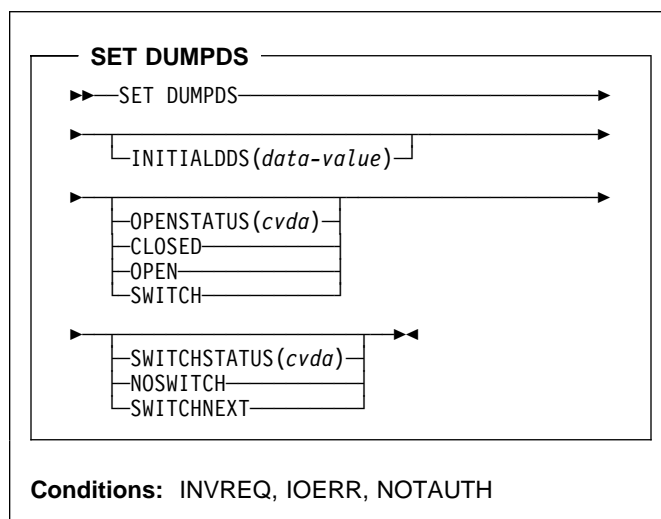 SET DUMPDS
SET DUMPDS
INITIALDDS(data-value)
OPENSTATUS(cvda)
CLOSED
OPEN
SWITCH
SWITCHSTATUS(cvda)
NOSWITCH
SWITCHNEXT
Conditions: INVREQ, IOERR, NOTAUTH